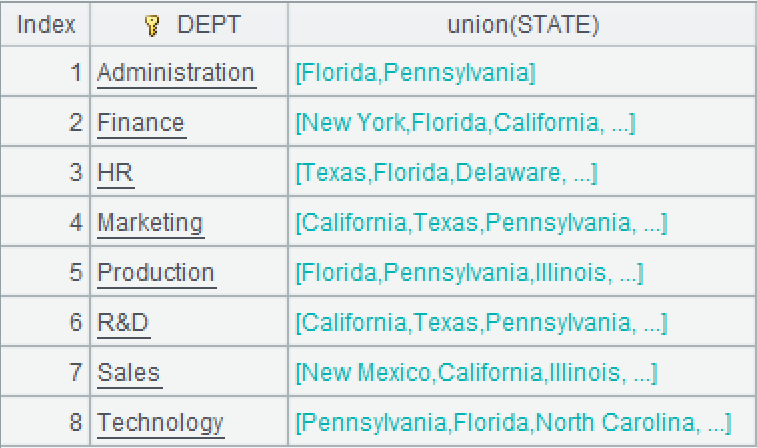 Index DEPT union(STATE)
1 Administration [Florida,Pennsylvania]
2 Finance [New York,Florida,California, ...]
3 HR [Texas,Florida,Delaware, ...]
4 Marketing [California,Texas,Pennsylvania, ...]
5 Production [Florida,Pennsylvania,Illinois, ...]
6 R&D [California,Texas,Pennsylvania, ...]
7 Sales [New Mexico,California,Illinois, ...]
8 Technology [Pennsylvania,Florida,North Carolina, ...]